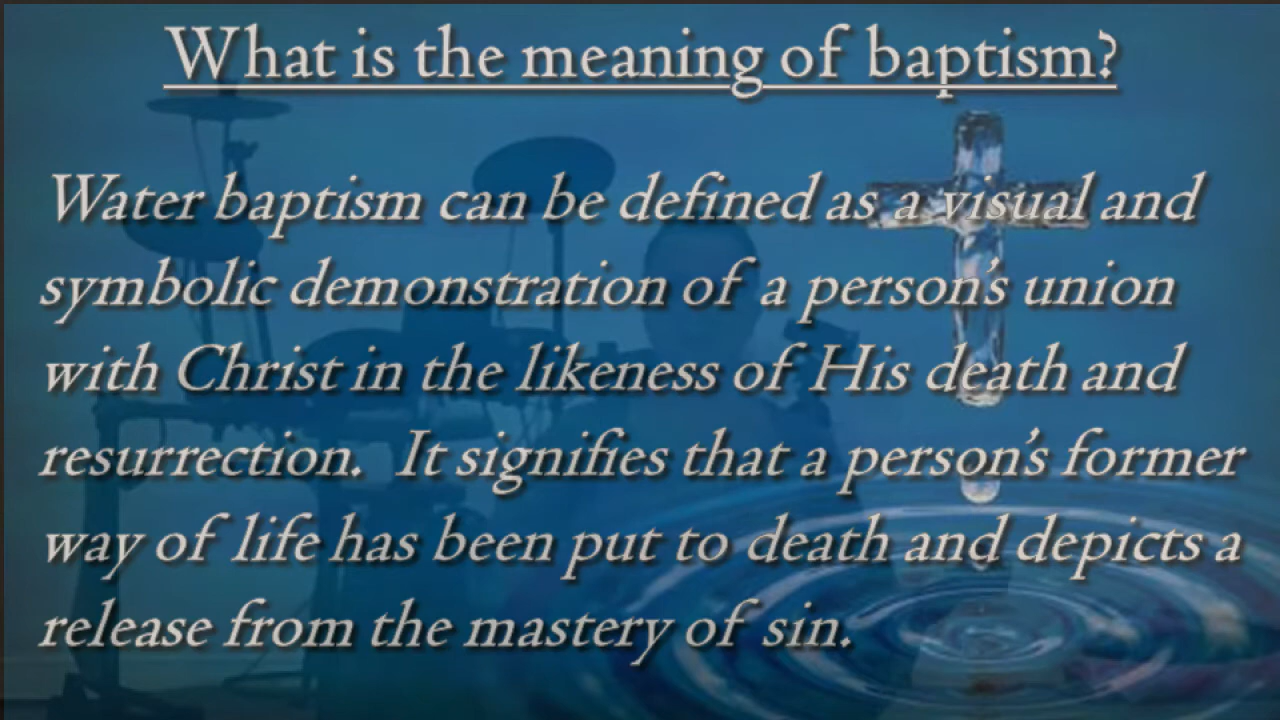 What is the meaning of baptism?
Water baptism can be defined as a visual and
symbolic demonstration of a person's union
with Christ in the likeness of His death and
resurrection.  It signifies that a person's former
way of life has been put to death and depicts a
release from the mastery of sin.